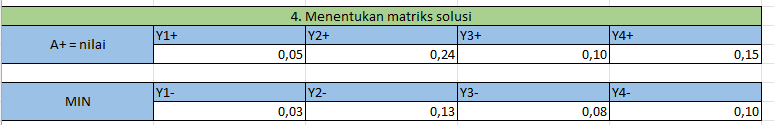 4. Menentukan matriks solusi
A+ = nilai Y1+ Y2+ Y3+ Y4+
0,05 0,24 0,10 0,15
MIN Y1- Y2- Y3- Y4-
0,03 0,13 0,08 0,10